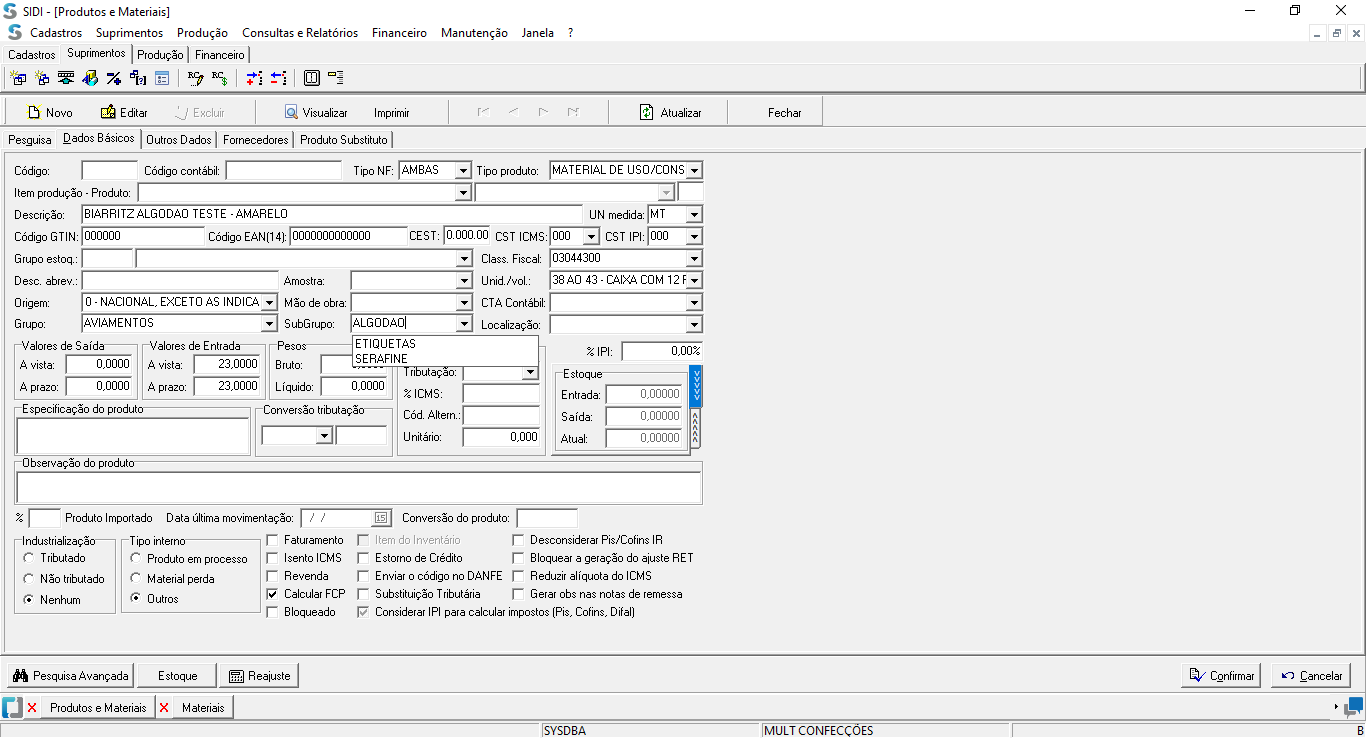 SIDI - [Produtos e Materiais]
Cadastros Suprimentos Produção Consultas e Relatórios Financeiro Manutenção Janela ?
Cadastros Suprimentos Produção Financeiro
Novo Editar Excluir Visualizar Imprimir Atualizar Fechar
Pesquisa Dados Básicos Outros Dados Fornecedores Produto Substituto
Código: Código contábil: Tipo NF: AMBAS Tipo produto: MATERIAL DE USO/CONS
Item produção - Produto:
Descrição: BIARRITZ ALGODAO TESTE - AMARELO UN medida: MT
Código GTIN: 000000 Código EAN(14): 0000000000000 CEST: 0.000.00 CST ICMS: 000 CST IPI: 000
Grupo estoq.: Class. Fiscal: 03044300
Desc. abrev.: Amostra: Unid./vol.: 38 AO 43 - CAIXA COM 12 F
Origem: 0 - NACIONAL, EXCETO AS INDICA Mão de obra: CTA Contábil:
Grupo: AVIAMENTOS SubGrupo: ALGODAO Localização:
ETIQUETAS
SERAFINE
Valores de Saída Valores de Entrada Pesos % IPI: 0,00%
A vista: 0,0000 A vista: 23,0000 Bruto: Tributação: Estoque
A prazo: 0,0000 A prazo: 23,0000 Líquido: 0,0000 % ICMS: Entrada: 0,00000
Especificação do produto Conversão tributação Cód. Altern.: Saída: 0,00000
Unitário: 0,000 Atual: 0,00000
Observação do produto
% Produto Importado Data última movimentação: / / 15 Conversão do produto:
Industrialização Tipo interno Faturamento Item do Inventário Desconsiderar Pis/Cofins IR
Tributado Produto em processo Isento ICMS Estorno de Crédito Bloquear a geração do ajuste RET
Não tributado Material perda Revenda Enviar o código no DANFE Reduzir alíquota do ICMS
Nenhum Outros Calcular FCP Substituição Tributária Gerar obs nas notas de remessa
Bloqueado Considerar IPI para calcular impostos (Pis, Cofins, Difal)
Pesquisa Avançada Estoque Reajuste Confirmar Cancelar
Produtos e Materiais Materiais
SYSDBA MULT CONFECÇÕES B